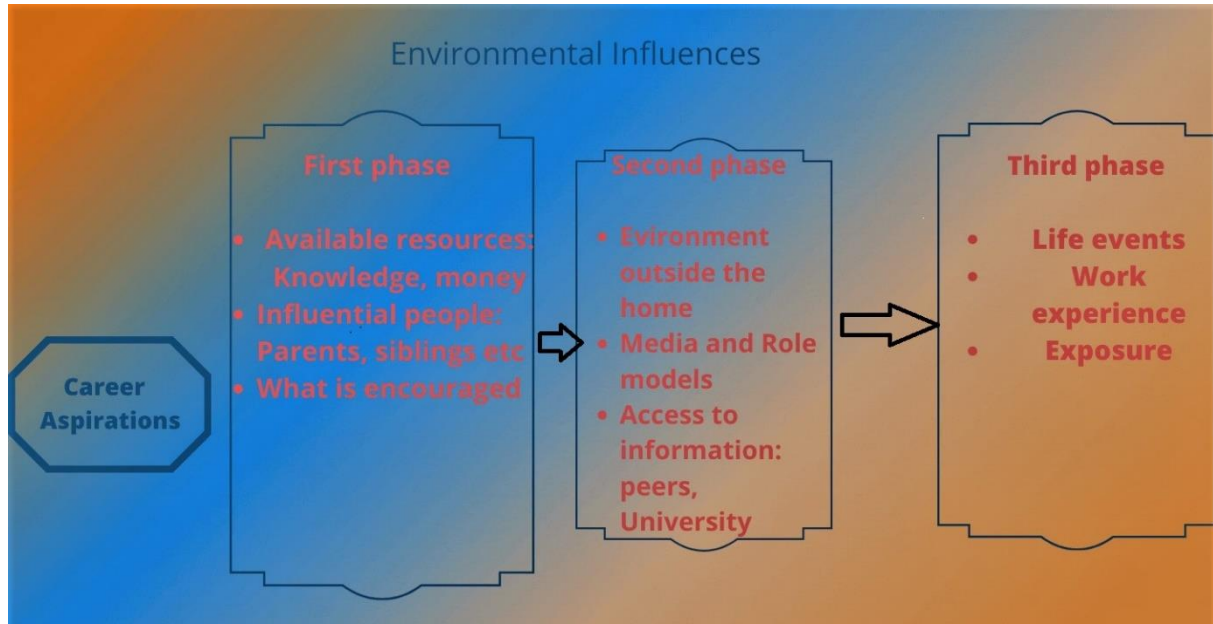 Environmental Influences
First phase
• Available resources:
Knowledge, money
• Influential people:
Parents, siblings etc
• What is encouraged
Career
Aspirations
Second phase
• Evironment
outside the
home
• Media and Role
models
• Access to
information:
peers,
University
Third phase
• Life events
• Work
experience
• Exposure